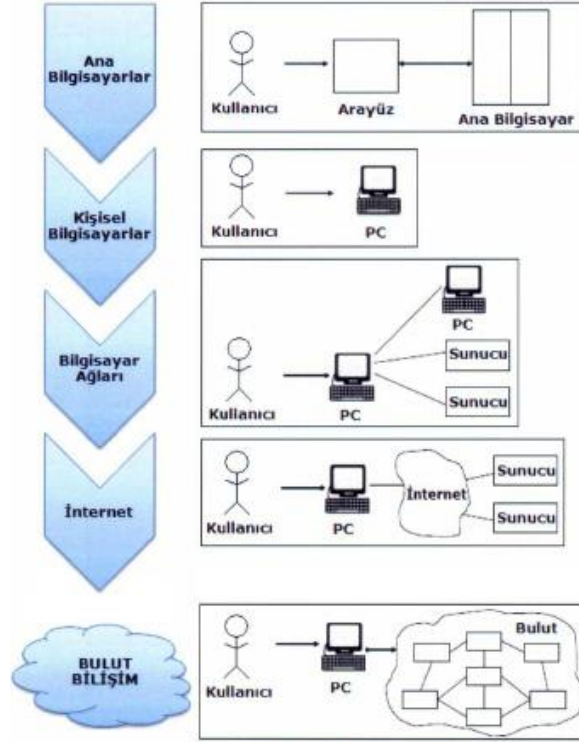 Ana
Bilgisayarlar
Kullanıcı
Arayüz
Ana Bilgisayar
Kişisel
Bilgisayarlar
Kullanıcı
PC
Bilgisayar
Ağları
Kullanıcı
PC
PC
Sunucu
Sunucu
İnternet
Kullanıcı
PC
İnternet
Sunucu
Sunucu
BULUT
BİLİŞİM
Kullanıcı
PC
Bulut